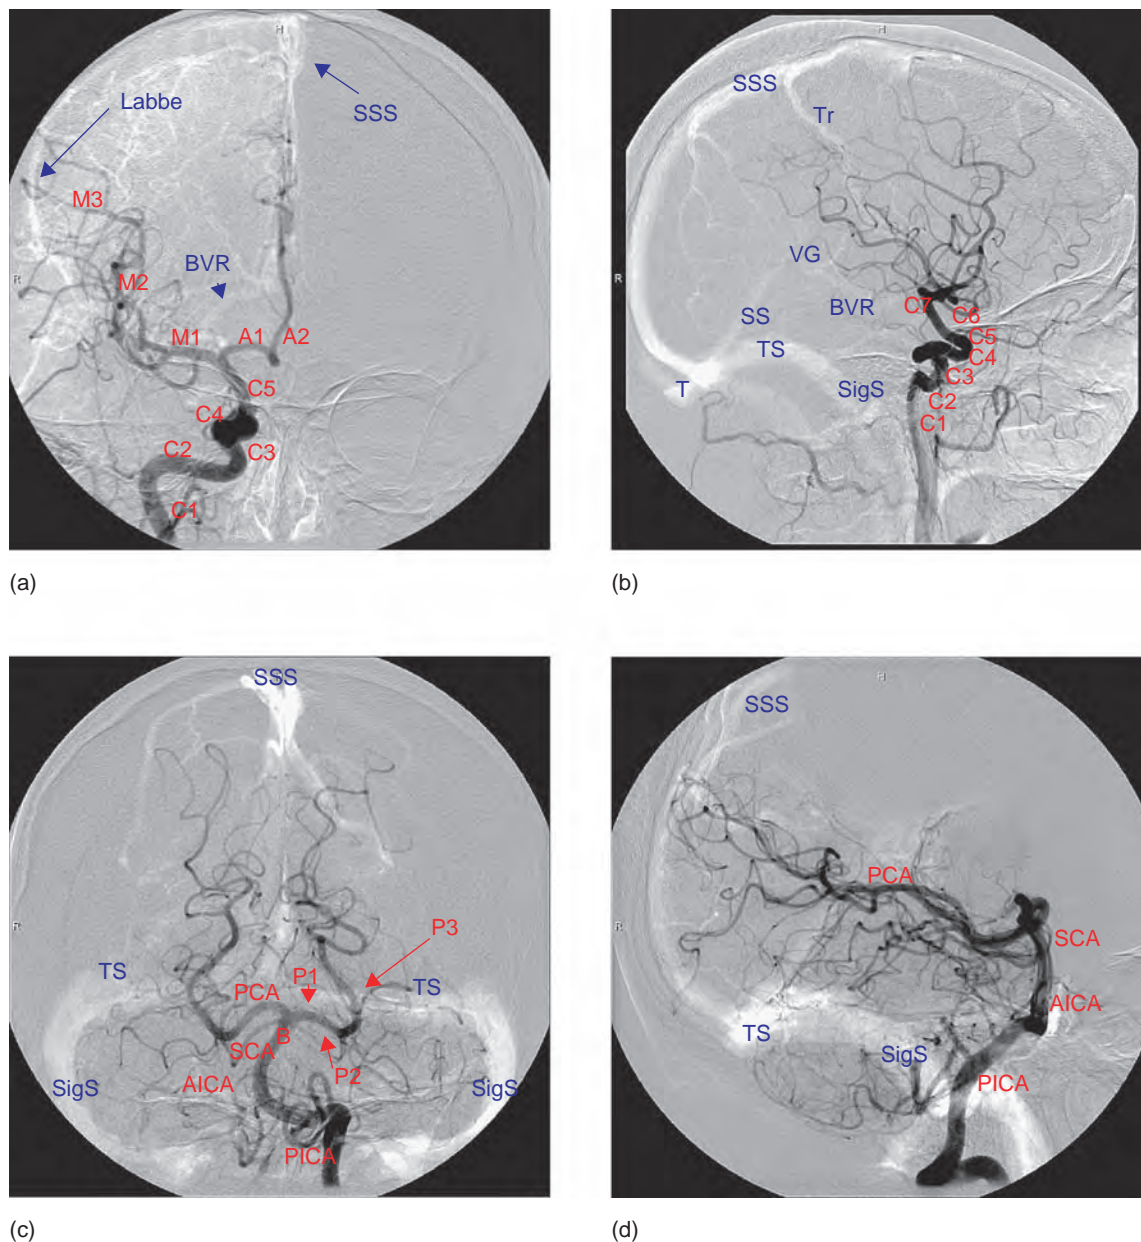 H
SSS
Labbe
M3
BVR
R
M2
M1
A1
A2
C5
C4
C2
C3
C1
(a)
H
SSS
Tr
VG
R
C7
C6
BVR
SS
C5
TS
C4
C3
T
SigS
C2
C1
(b)
SSS
R
P3
TS
P1
TS
PCA
B
SCA
P2
AICA
SigS
SigS
PICA
(c)
H
SSS
PCA
R
SCA
AICA
TS
SigS
PICA
(d)